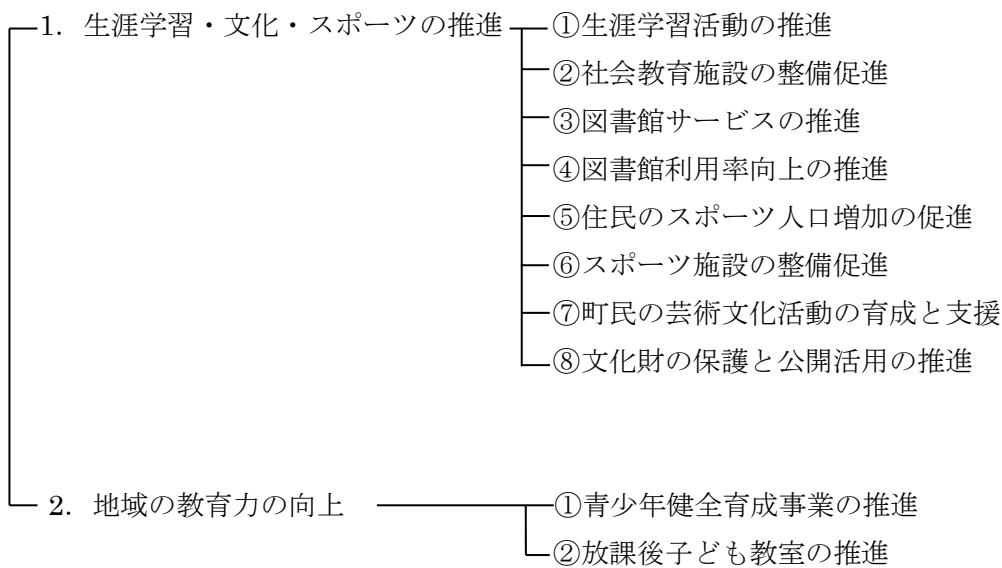 1. 生涯学習・文化・スポーツの推進 ①生涯学習活動の推進
②社会教育施設の整備促進
③図書館サービスの推進
④図書館利用率向上の推進
⑤住民のスポーツ人口増加の促進
⑥スポーツ施設の整備促進
⑦町民の芸術文化活動の育成と支援
⑧文化財の保護と公開活用の推進
2. 地域の教育力の向上 ①青少年健全育成事業の推進
②放課後子ども教室の推進